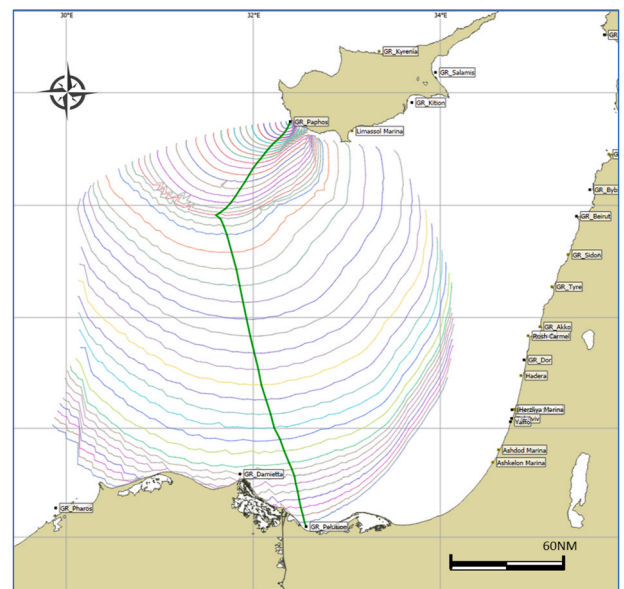 30°E 32°E 34°E
GR_Kyrenia
GR_Salamis
GR_Kition
GR_Paphos
Limassol Marina
GR_Byb
GR_Beirut
GR_Sidon
GR_Tyre
GR_Akko
Rosh Carmel
GR_Dor
Hadera
Herzliya Marina
Yaffo
Ashdod Marina
Ashkelon Marina
GR_Damietta
GR_Pharos
GR_Pelusion
60NM